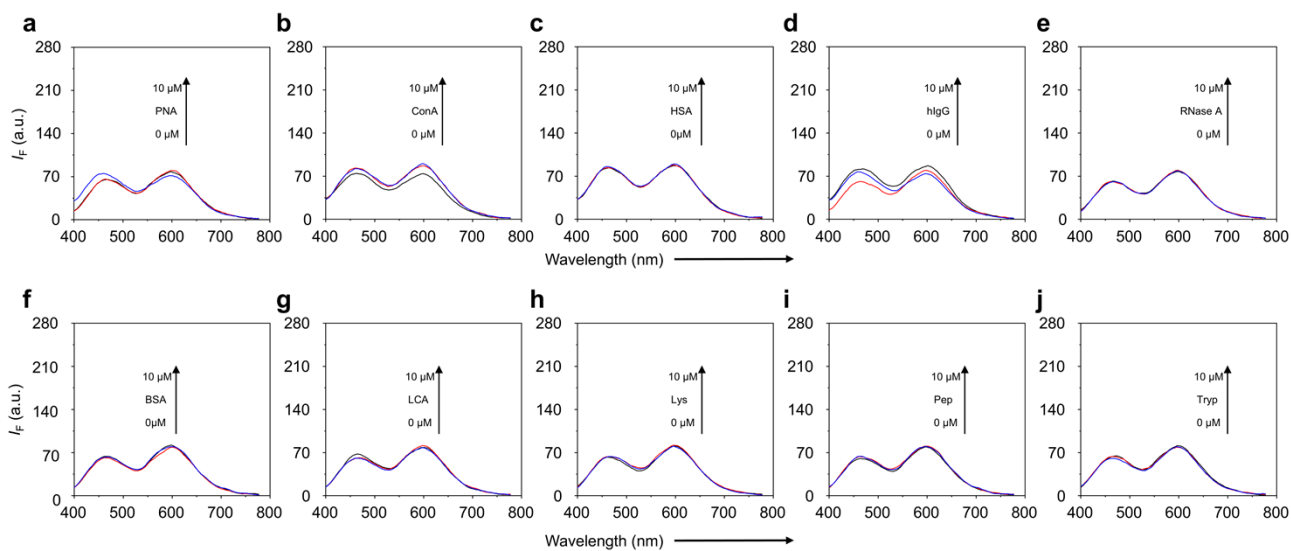 a
b
c
d
e
280
210
140
70
0
10 µM
PNA
0 µM
400 500 600 700 800
280
210
140
70
0
10 µM
ConA
0 µM
400 500 600 700 800
280
210
140
70
0
10 µM
HSA
0µM
400 500 600 700 800
280
210
140
70
0
10 µM
hIgG
0 µM
400 500 600 700 800
280
210
140
70
0
10 µM
RNase A
0 µM
400 500 600 700 800
IF (a.u.)
Wavelength (nm)
f
g
h
i
j
280
210
140
70
0
10 µM
BSA
0µM
400 500 600 700 800
280
210
140
70
0
10 µM
LCA
0 µM
400 500 600 700 800
280
210
140
70
0
10 µM
Lys
0 µM
400 500 600 700 800
280
210
140
70
0
10 µM
Pep
0 µM
400 500 600 700 800
280
210
140
70
0
10 µM
Tryp
0 µM
400 500 600 700 800
IF (a.u.)
Wavelength (nm)